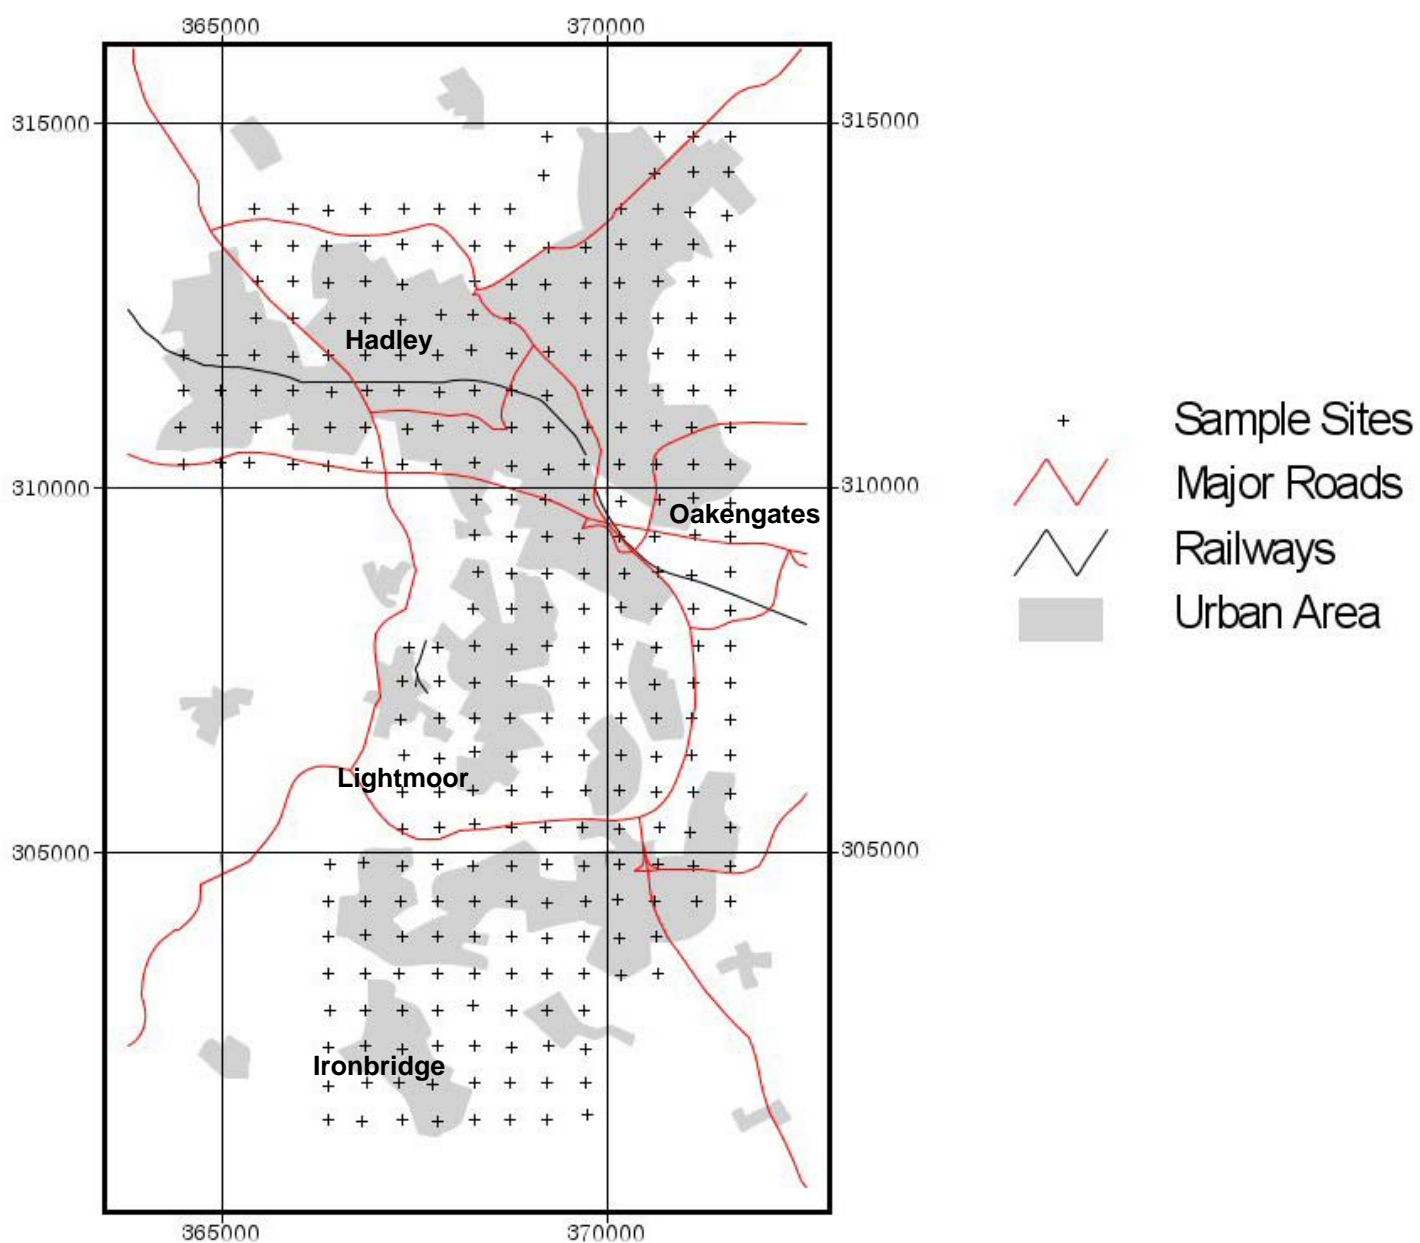 365000 370000
315000 315000
Hadley
Sample Sites
Major Roads
310000 310000
Oakengates
Railways
Urban Area
Lightmoor
305000 305000
Ironbridge
365000 370000